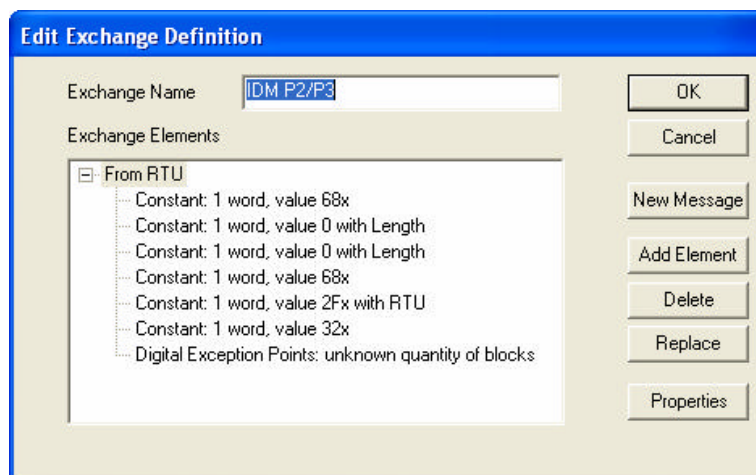 Edit Exchange Definition
Exchange Name
IDM P2/P3
OK
Exchange Elements
Cancel
From RTU
Constant: 1 word, value 68x
Constant: 1 word, value 0 with Length
Constant: 1 word, value 0 with Length
Constant: 1 word, value 68x
Constant: 1 word, value 2Fx with RTU
Constant: 1 word, value 32x
Digital Exception Points: unknown quantity of blocks
New Message
Add Element
Delete
Replace
Properties